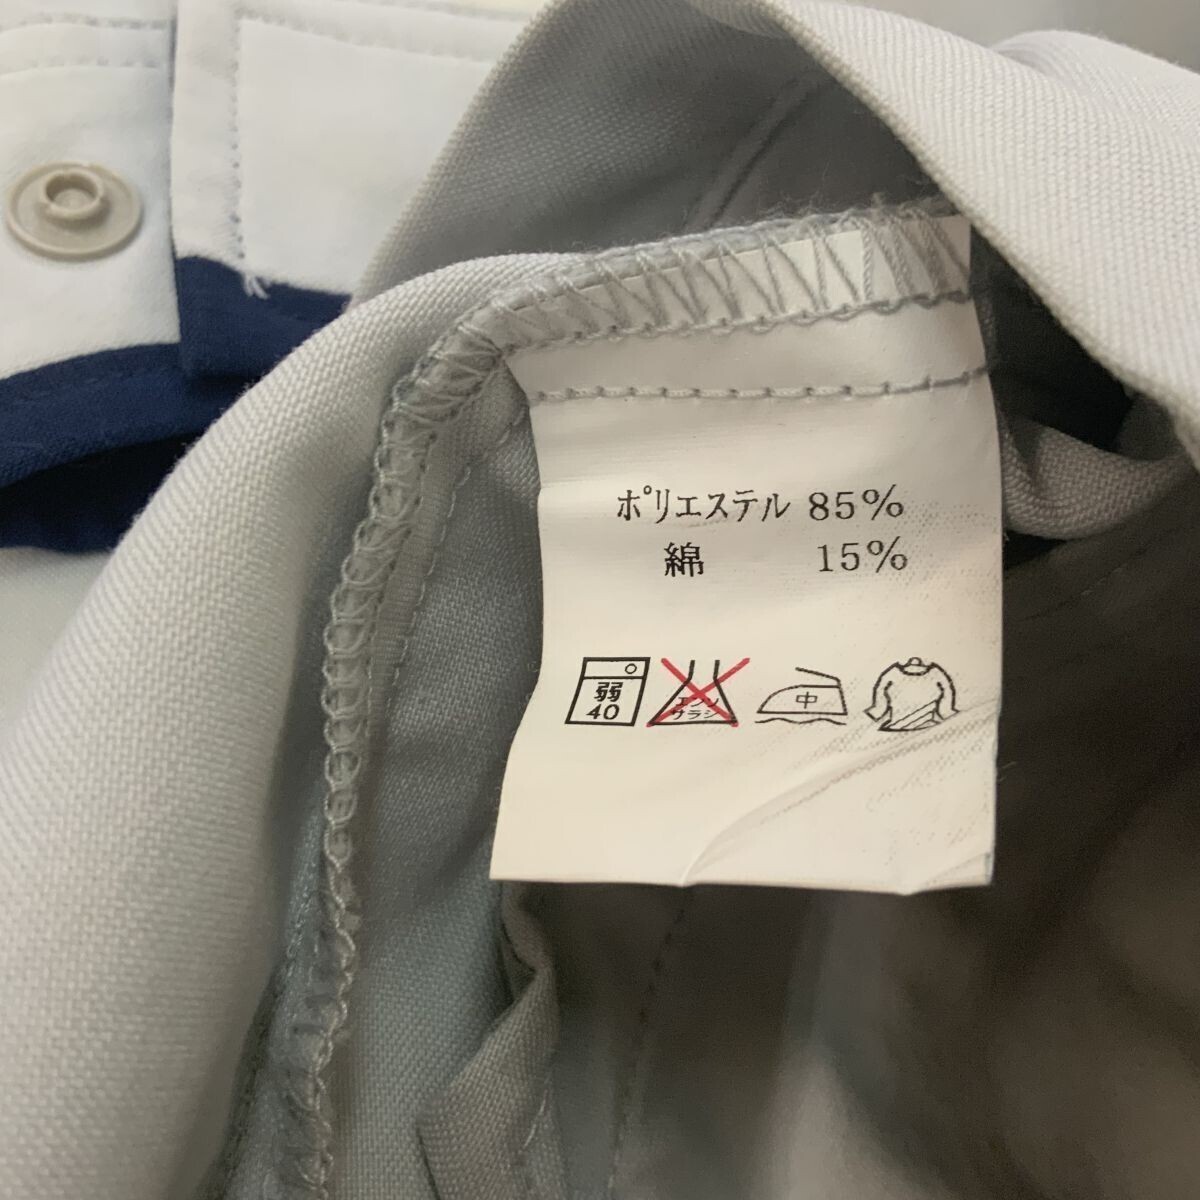 ポリエステル 85%
綿 15%
弱
40
エンソ
サラシ
中